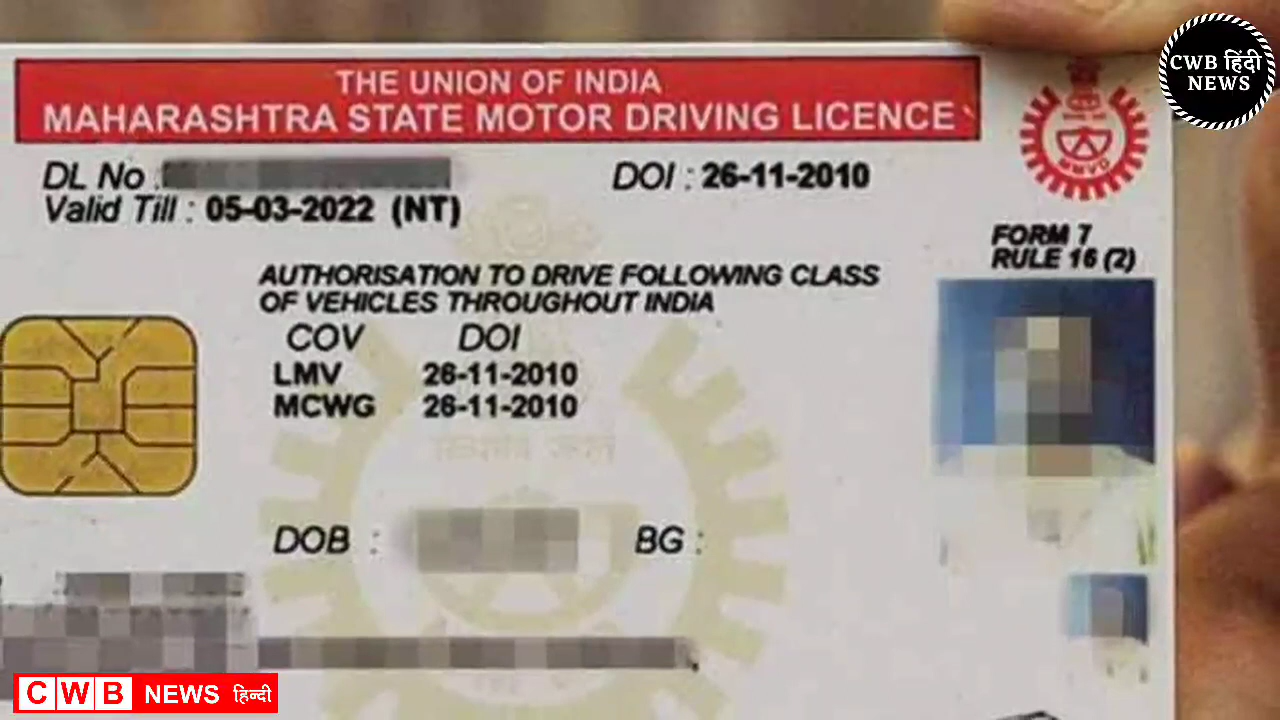 CWB हिंदी
NEWS
THE UNION OF INDIA
MAHARASHTRA STATE MOTOR DRIVING LICENCE
DL No :
DOI : 26-11-2010
Valid Till : 05-03-2022 (NT)
MMVD
FORM 7
RULE 16 (2)
AUTHORISATION TO DRIVE FOLLOWING CLASS
OF VEHICLES THROUGHOUT INDIA
COV DOI
LMV 26-11-2010
MCWG 26-11-2010
DOB :
BG :
CWB NEWS हिन्दी